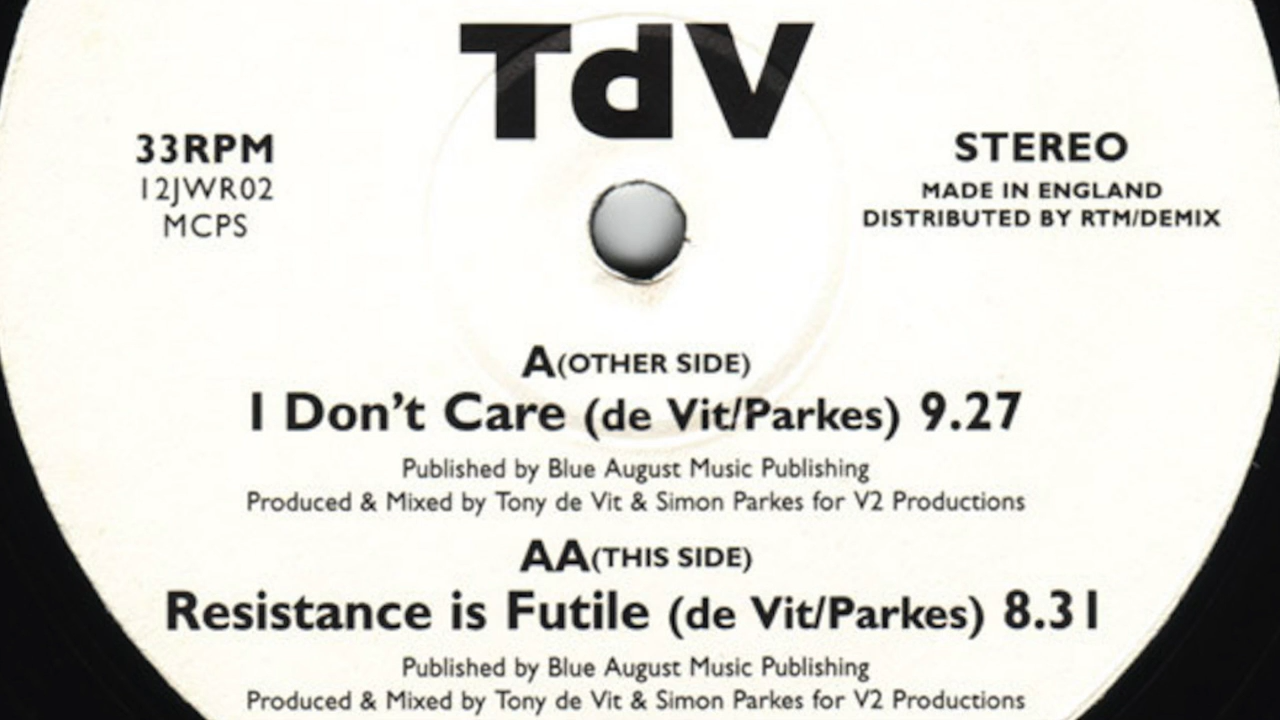 TdV
33RPM
12JWR02
MCPS
STEREO
MADE IN ENGLAND
DISTRIBUTED BY RTM/DEMIX
A(OTHER SIDE)
I Don't Care (de Vit/Parkes) 9.27
Published by Blue August Music Publishing
Produced & Mixed by Tony de Vit & Simon Parkes for V2 Productions
AA(THIS SIDE)
Resistance is Futile (de Vit/Parkes) 8.31
Published by Blue August Music Publishing
Produced & Mixed by Tony de Vit & Simon Parkes for V2 Productions